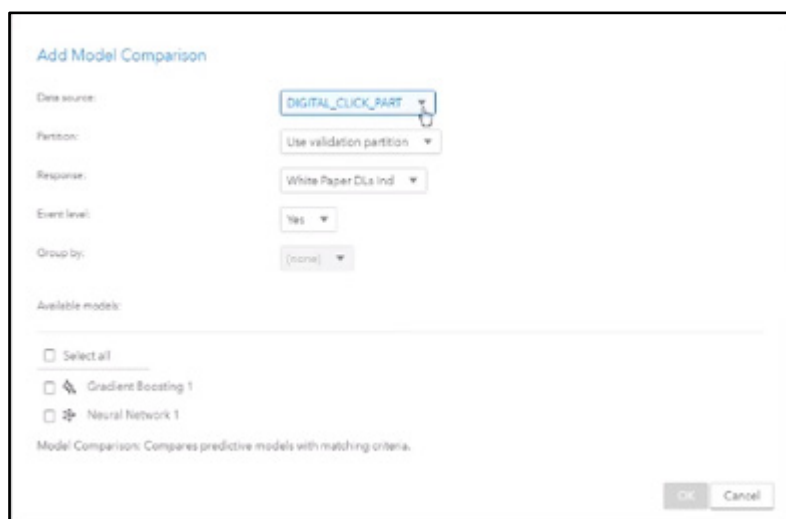 Add Model Comparison
Data source: DIGITAL_CLICK_PART
Partition: Use validation partition
Response: White Paper DLs Ind
Event level: Yes
Group by: (none)
Available models:
Select all
Gradient Boosting 1
Neural Network 1
Model Comparison: Compares predictive models with matching criteria.
OK Cancel